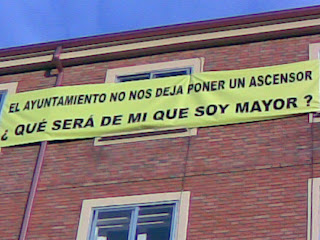 EL AYUNTAMIENTO NO NOS DEJA PONER UN ASCENSOR
¿ QUÉ SERÁ DE MI QUE SOY MAYOR ?